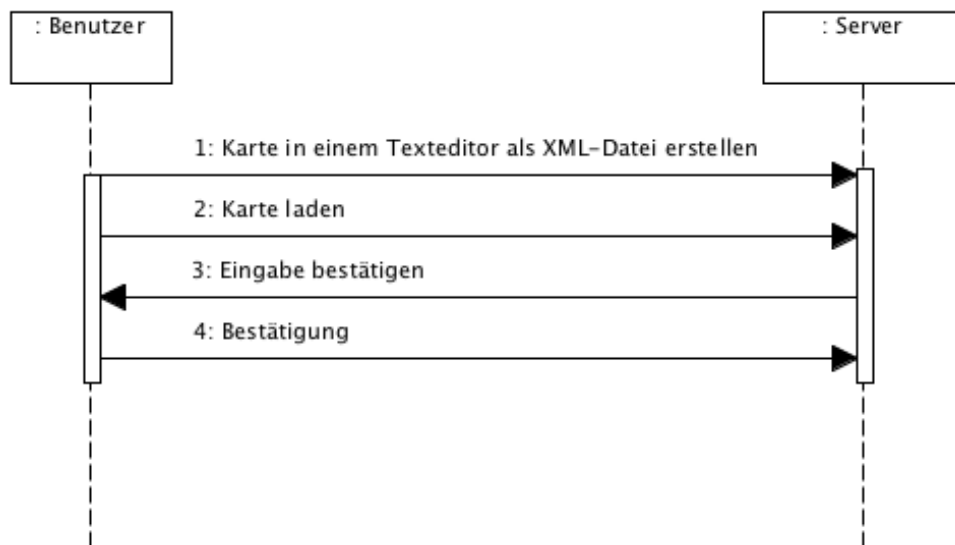 : Benutzer
: Server
1: Karte in einem Texteditor als XML-Datei erstellen
2: Karte laden
3: Eingabe bestätigen
4: Bestätigung